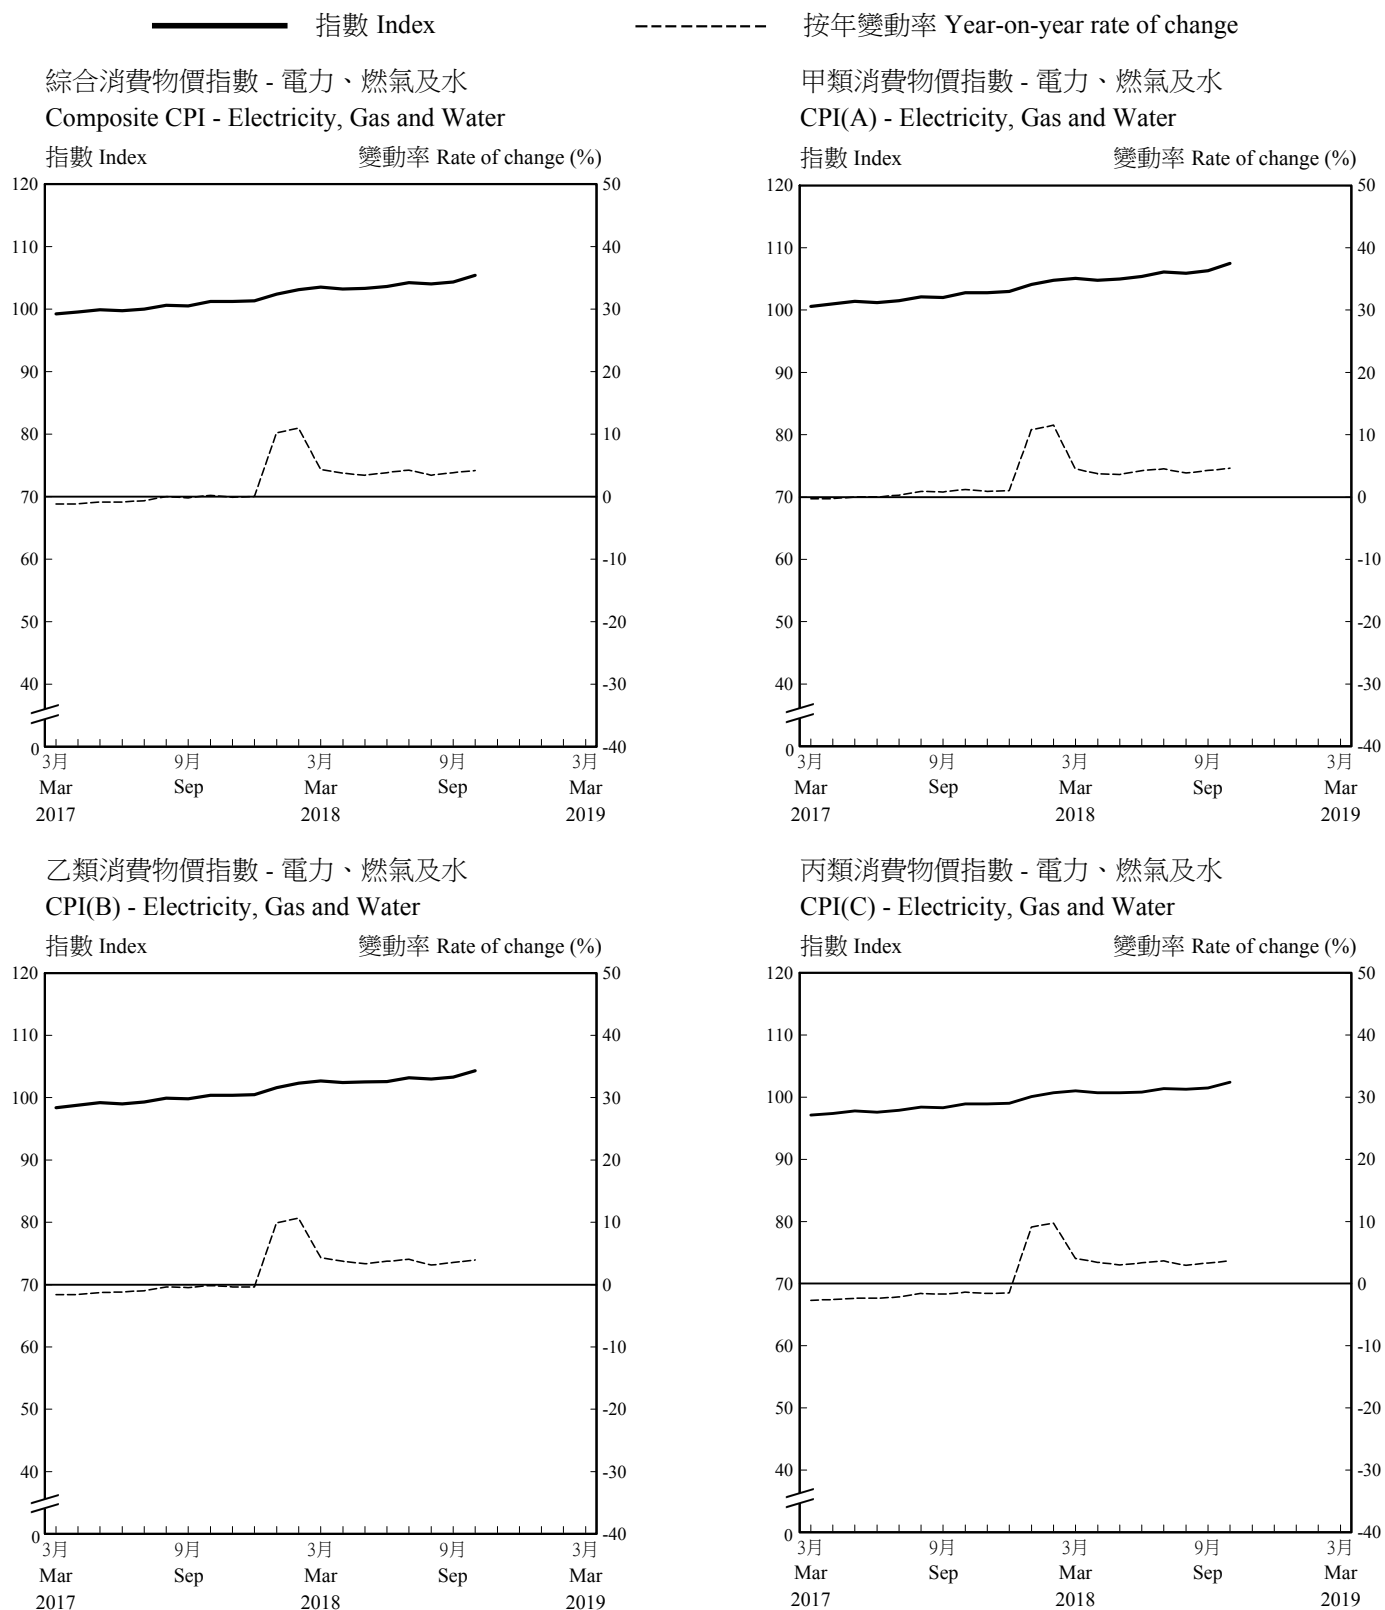 指數 Index
按年變動率 Year-on-year rate of change
綜合消費物價指數 - 電力、燃氣及水
Composite CPI - Electricity, Gas and Water
指數 Index 變動率 Rate of change (%)
120 50
110 40
100 30
90 20
80 10
70 0
60 -10
50 -20
40 -30
0 -40
3月 9月 3月 9月 3月
Mar Sep Mar Sep Mar
2017 2018 2019
甲類消費物價指數 - 電力、燃氣及水
CPI(A) - Electricity, Gas and Water
指數 Index 變動率 Rate of change (%)
120 50
110 40
100 30
90 20
80 10
70 0
60 -10
50 -20
40 -30
0 -40
3月 9月 3月 9月 3月
Mar Sep Mar Sep Mar
2017 2018 2019
乙類消費物價指數 - 電力、燃氣及水
CPI(B) - Electricity, Gas and Water
指數 Index 變動率 Rate of change (%)
120 50
110 40
100 30
90 20
80 10
70 0
60 -10
50 -20
40 -30
0 -40
3月 9月 3月 9月 3月
Mar Sep Mar Sep Mar
2017 2018 2019
丙類消費物價指數 - 電力、燃氣及水
CPI(C) - Electricity, Gas and Water
指數 Index 變動率 Rate of change (%)
120 50
110 40
100 30
90 20
80 10
70 0
60 -10
50 -20
40 -30
0 -40
3月 9月 3月 9月 3月
Mar Sep Mar Sep Mar
2017 2018 2019